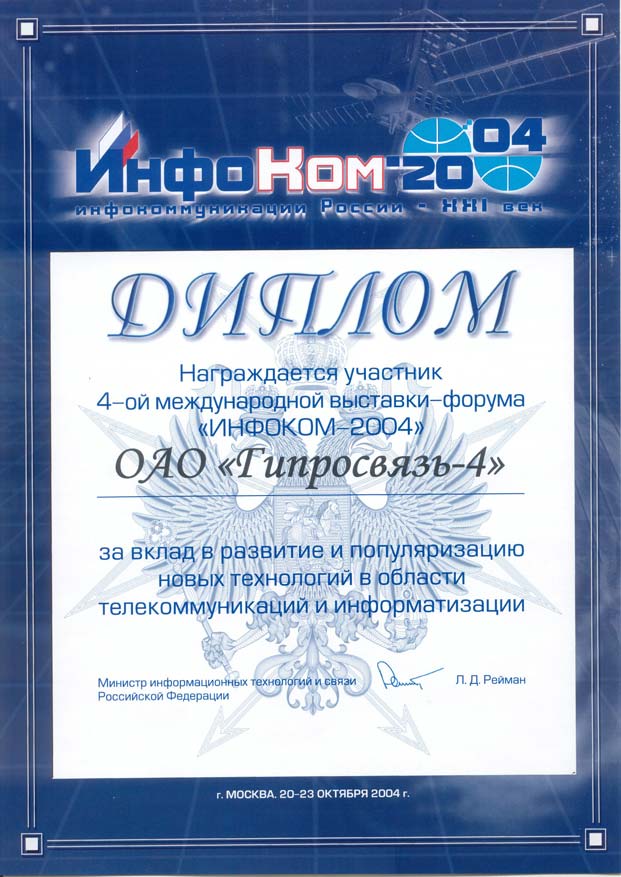 ИнфоКом'2004
инфокоммуникации России - XXI век
ДИПЛОМ
Награждается участник
4-ой международной выставки-форума
«ИНФОКОМ-2004»
ОАО «Гипросвязь-4»
за вклад в развитие и популяризацию
новых технологий в области
телекоммуникаций и информатизации
Министр информационных технологий и связи
Российской Федерации
Л. Д. Рейман
г. МОСКВА. 20-23 ОКТЯБРЯ 2004 г.